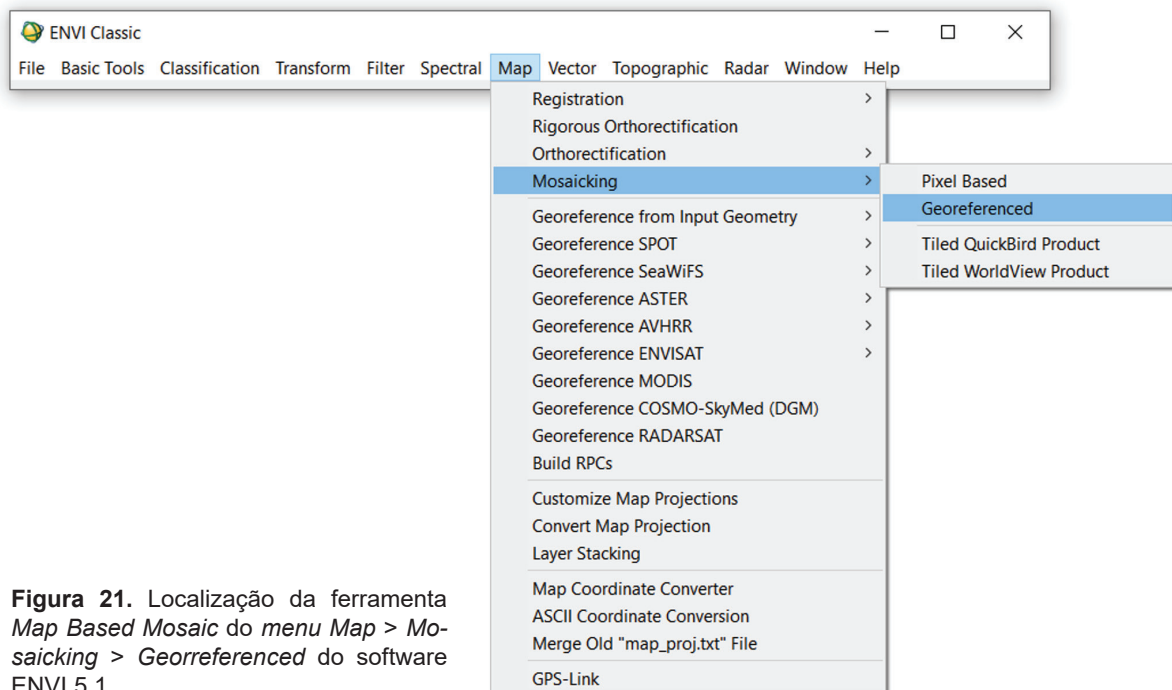 ENVI Classic
File Basic Tools Classification Transform Filter Spectral Map Vector Topographic Radar Window Help
Registration
Rigorous Orthorectification
Orthorectification
Mosaicking
Georeference from Input Geometry
Georeference SPOT
Georeference SeaWiFS
Georeference ASTER
Georeference AVHRR
Georeference ENVISAT
Georeference MODIS
Georeference COSMO-SkyMed (DGM)
Georeference RADARSAT
Build RPCs
Customize Map Projections
Convert Map Projection
Layer Stacking
Map Coordinate Converter
ASCII Coordinate Conversion
Merge Old "map_proj.txt" File
GPS-Link
Pixel Based
Georeferenced
Tiled QuickBird Product
Tiled WorldView Product
Figura 21. Localização da ferramenta
Map Based Mosaic do menu Map > Mo-
saicking > Georreferenced do software
ENVI 5.1